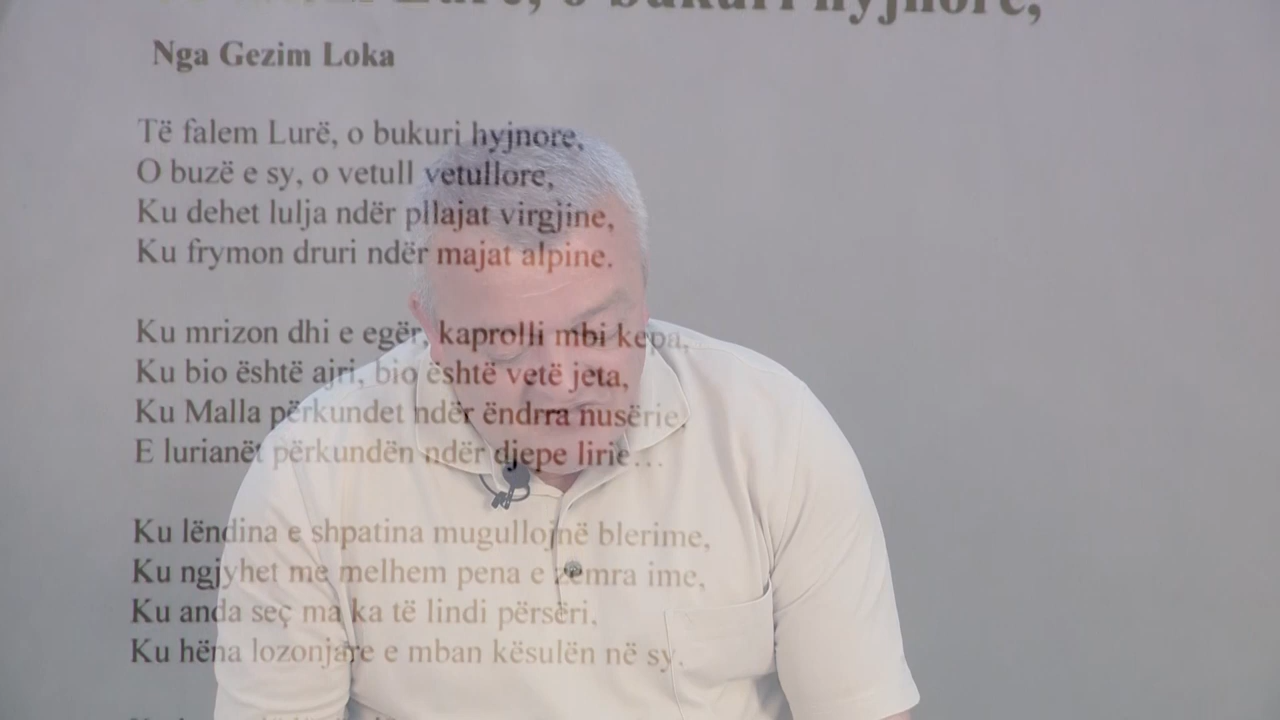 Lurë, o bukuri hyjnore,
Nga Gezim Loka
Të falem Lurë, o bukuri hyjnore,
O buzë e sy, o vetull vetullore,
Ku dehet lulja ndër pllajat virgjine,
Ku frymon druri ndër majat alpine.
Ku mrizon dhi e egër, kaprolli mbi kepa,
Ku bio është ajri, bio është vetë jeta,
Ku Malla përkundet ndër ëndrra nusërie,
E lurianët përkundën ndër djepe lirie…
Ku lëndina e shpatina mugullojnë blerime,
Ku ngjyhet me melhem pena e zemra ime,
Ku anda seç ma ka të lindi përsëri,
Ku hëna lozonjare e mban kësulën në sy.